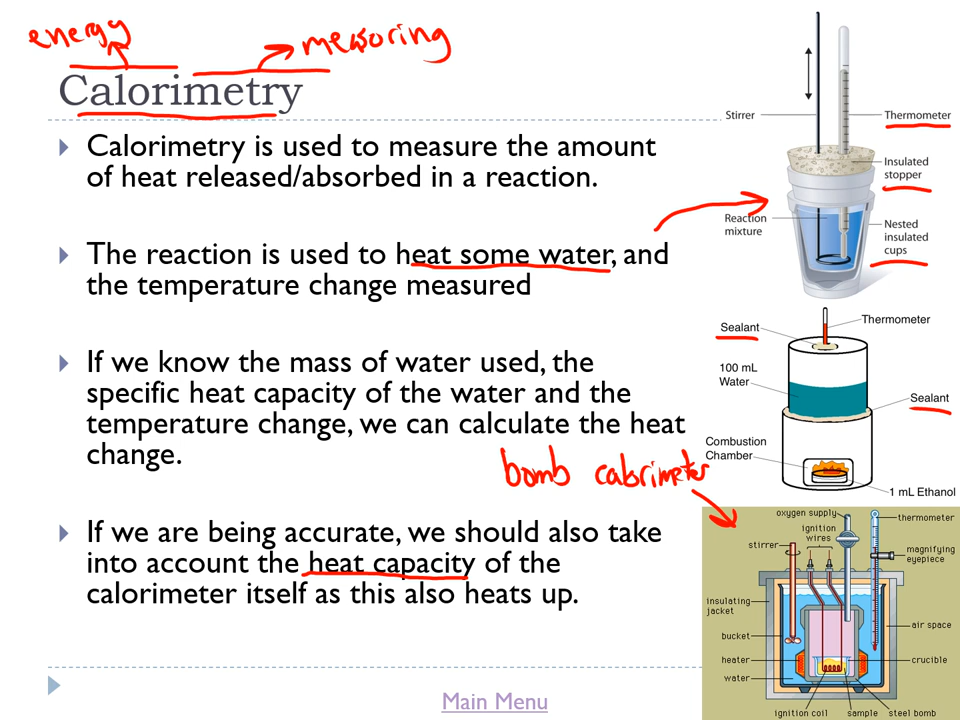 energy
measuring
Calorimetry
Calorimetry is used to measure the amount
of heat released/absorbed in a reaction.
The reaction is used to heat some water, and
the temperature change measured
If we know the mass of water used, the
specific heat capacity of the water and the
temperature change, we can calculate the heat
change.
bomb calorimeter
If we are being accurate, we should also take
into account the heat capacity of the
calorimeter itself as this also heats up.
Main Menu
Stirrer
Thermometer
Insulated
stopper
Reaction
mixture
Nested
insulated
cups
Thermometer
Sealant
100 mL
Water
Sealant
Combustion
Chamber
1 mL Ethanol
oxygen supply
thermometer
ignition
wires
stirrer
magnifying
eyepiece
insulating
jacket
air space
bucket
heater
crucible
water
ignition coil
sample
steel bomb